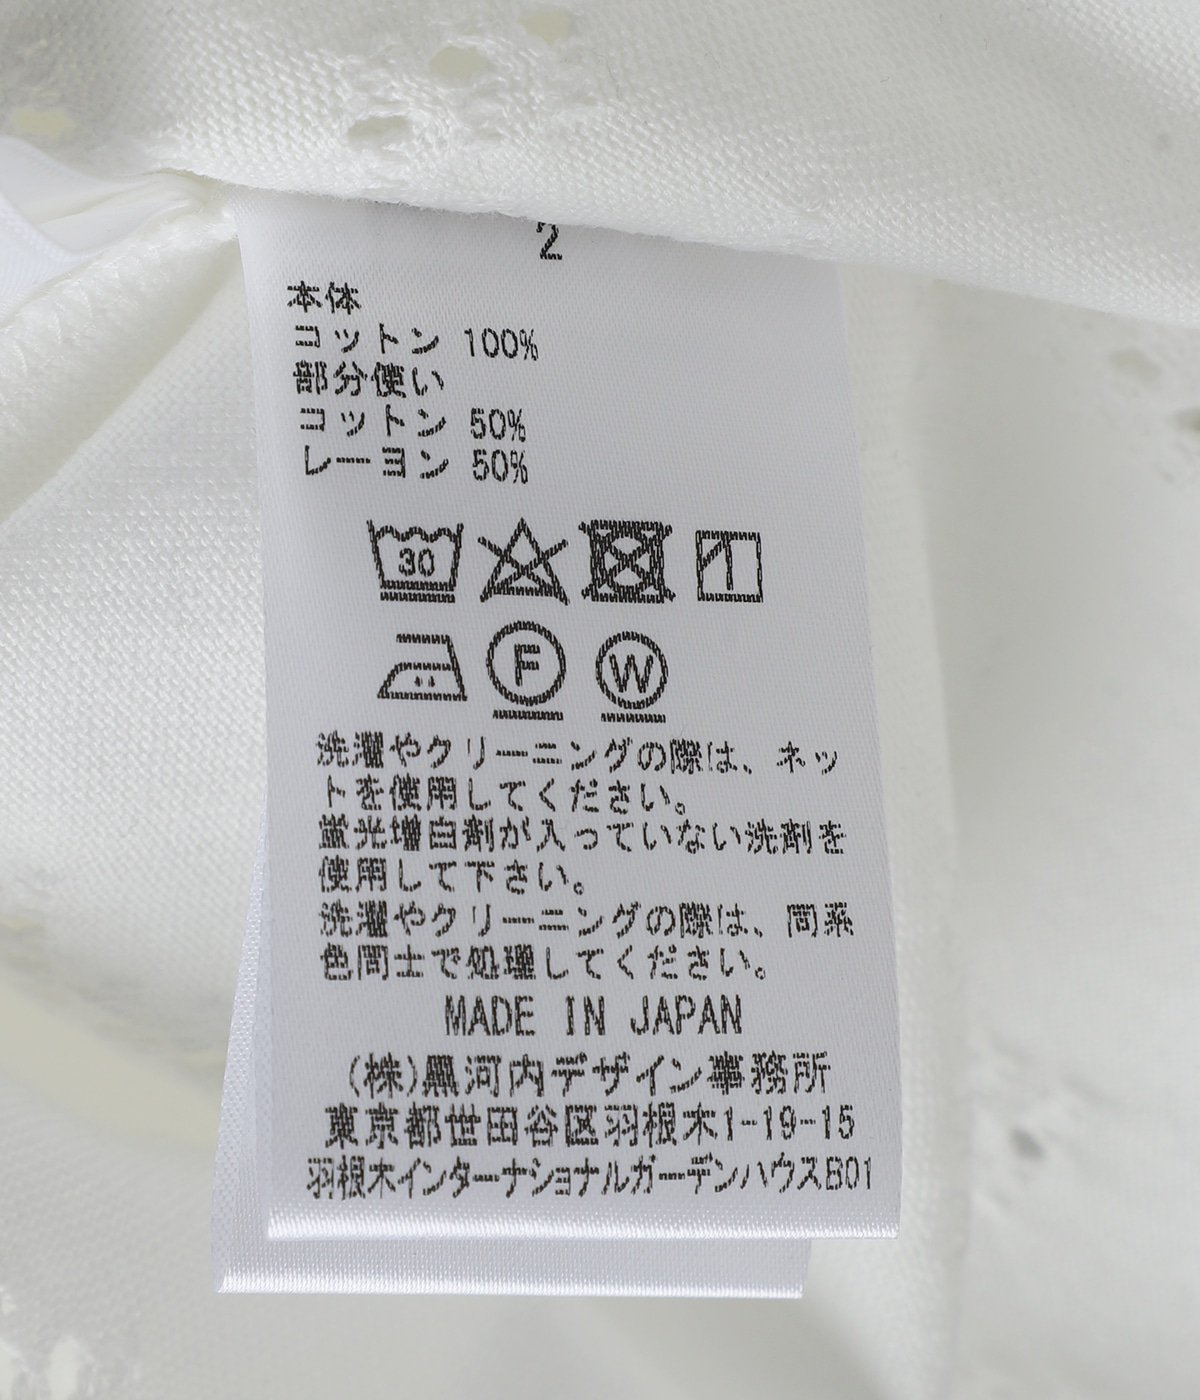 2
本体
コットン 100%
部分使い
コットン 50%
レーヨン 50%
30
F
W
洗濯やクリーニングの際は、ネッ
トを使用してください。
蛍光増白剤が入っていない洗剤を
使用して下さい。
洗濯やクリーニングの際は、同系
色同士で処理してください。
MADE IN JAPAN
(株)黒河内デザイン事務所
東京都世田谷区羽根木1-19-15
羽根木インターナショナルガーデンハウスB01